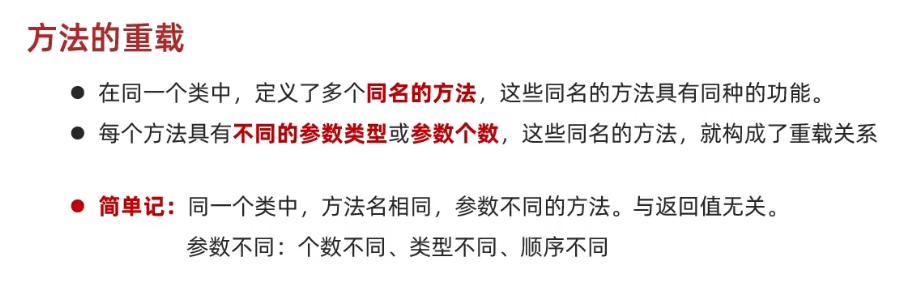 方法的重载
● 在同一个类中，定义了多个同名的方法，这些同名的方法具有同种的功能。
● 每个方法具有不同的参数类型或参数个数，这些同名的方法，就构成了重载关系
● 简单记：同一个类中，方法名相同，参数不同的方法。与返回值无关。
参数不同：个数不同、类型不同、顺序不同